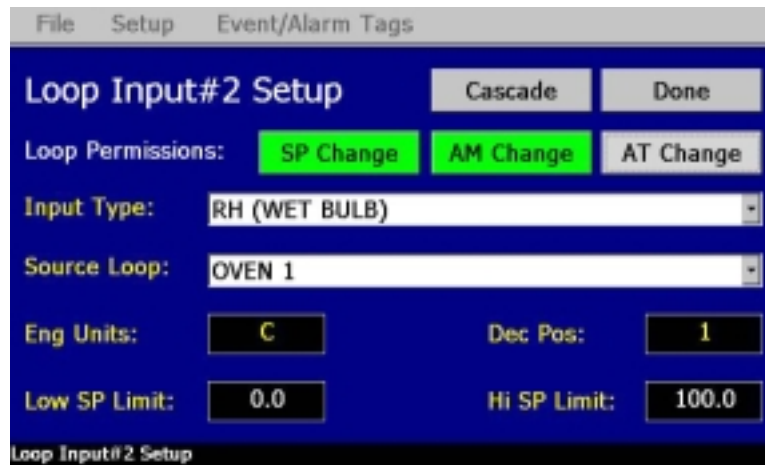 File Setup Event/Alarm Tags
Loop Input#2 Setup Cascade Done
Loop Permissions: SP Change AM Change AT Change
Input Type: RH (WET BULB)
Source Loop: OVEN 1
Eng Units: C Dec Pos: 1
Low SP Limit: 0.0 Hi SP Limit: 100.0
Loop Input#2 Setup